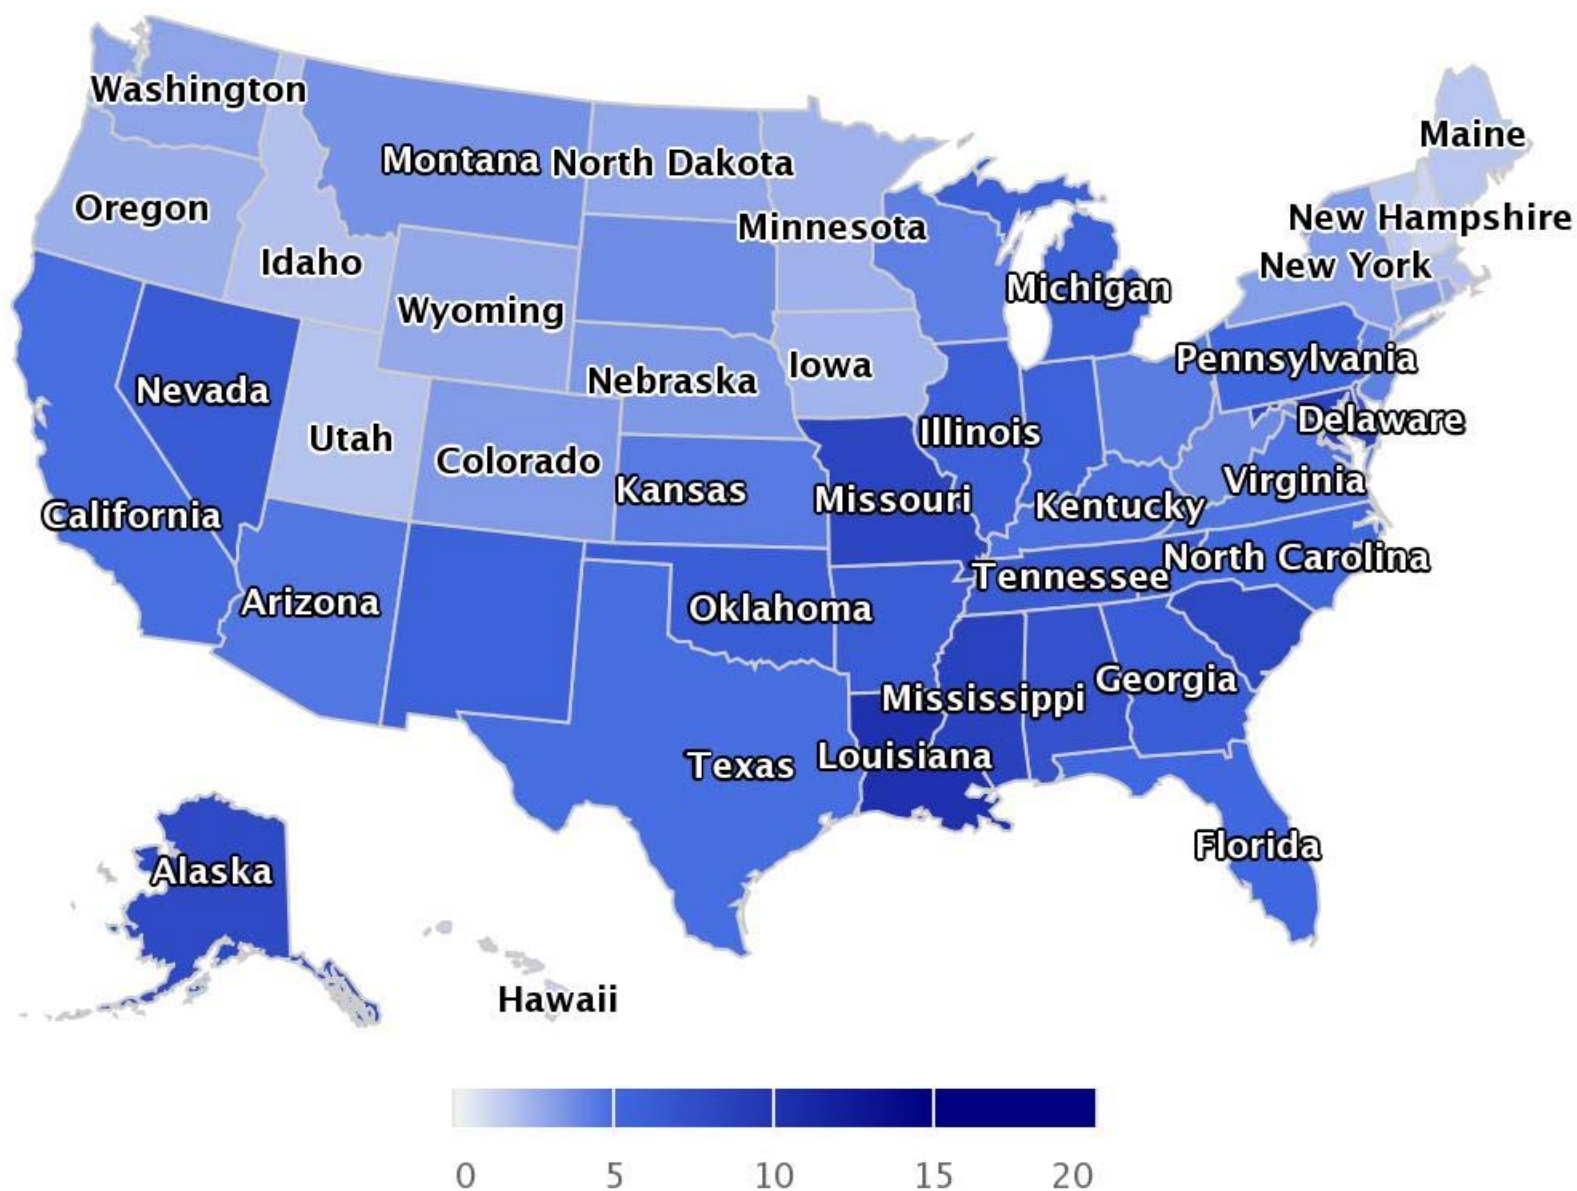 Washington
Maine
Montana
North Dakota
Oregon
New Hampshire
Minnesota
Idaho
New York
Michigan
Wyoming
Pennsylvania
Iowa
Nebraska
Nevada
Delaware
Illinois
Utah
Colorado
Virginia
Kansas
Missouri
Kentucky
California
North Carolina
Tennessee
Arizona
Oklahoma
Georgia
Mississippi
Louisiana
Texas
Florida
Alaska
Hawaii
0 5 10 15 20